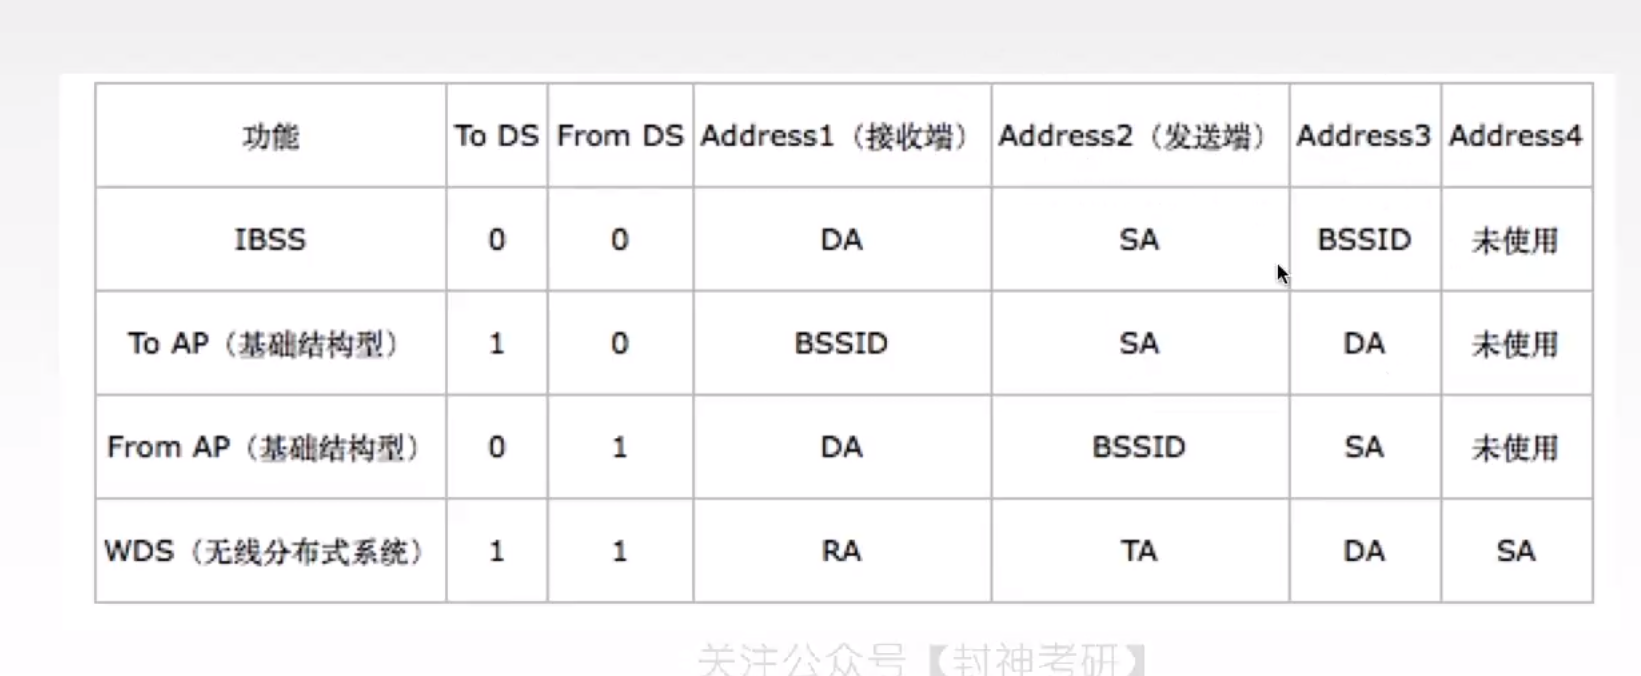 功能 To DS From DS Address1（接收端） Address2（发送端） Address3 Address4
IBSS 0 0 DA SA BSSID 未使用
To AP（基础结构型） 1 0 BSSID SA DA 未使用
From AP（基础结构型） 0 1 DA BSSID SA 未使用
WDS（无线分布式系统） 1 1 RA TA DA SA
关注公众号【封神考研】